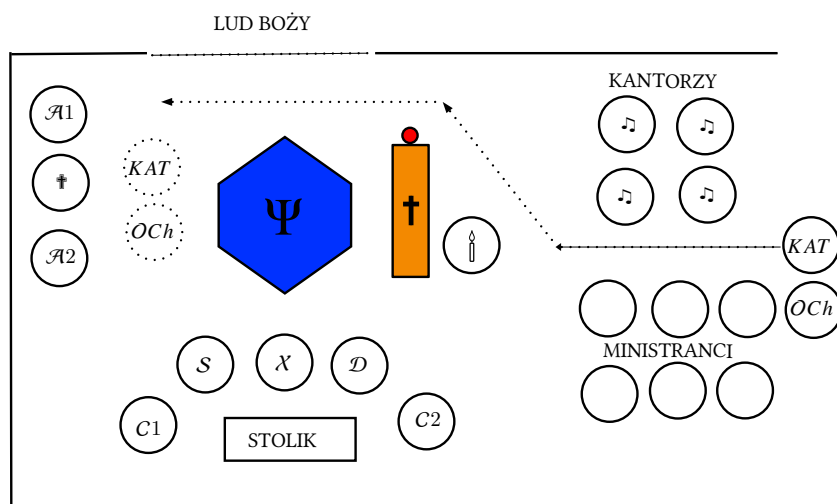 LUD BOŻY
KANTORZY
𝒜1
♫ ♫
✟
KAT
♫ ♫
Ψ
✝
OCh
KAT
𝒜2
OCh
MINISTRANCI
𝒮 𝒳 𝒟
C1
C2
STOLIK